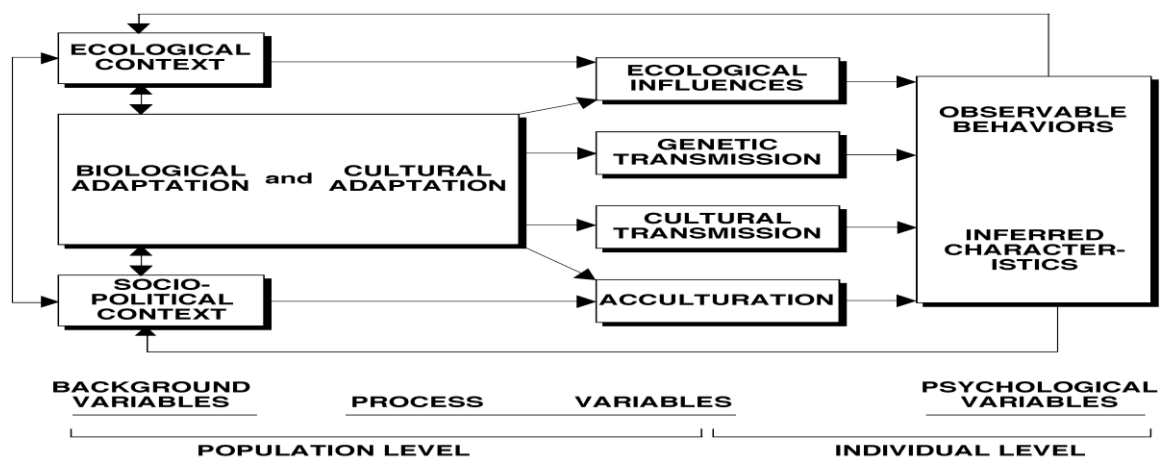 ECOLOGICAL
CONTEXT
BIOLOGICAL
ADAPTATION and CULTURAL
ADAPTATION
SOCIO-
POLITICAL
CONTEXT
ECOLOGICAL
INFLUENCES
GENETIC
TRANSMISSION
CULTURAL
TRANSMISSION
ACCULTURATION
OBSERVABLE
BEHAVIORS
INFERRED
CHARACTER-
ISTICS
BACKGROUND
VARIABLES
PROCESS VARIABLES
PSYCHOLOGICAL
VARIABLES
POPULATION LEVEL
INDIVIDUAL LEVEL